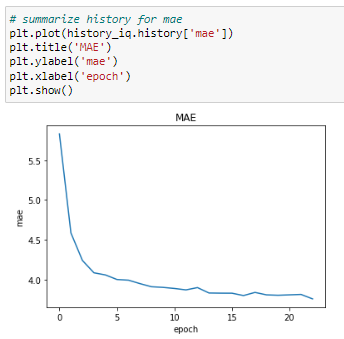 # summarize history for mae
plt.plot(history_iq.history['mae'])
plt.title('MAE')
plt.ylabel('mae')
plt.xlabel('epoch')
plt.show()
MAE
5.5
5.0
4.5
4.0
mae
0 5 10 15 20
epoch